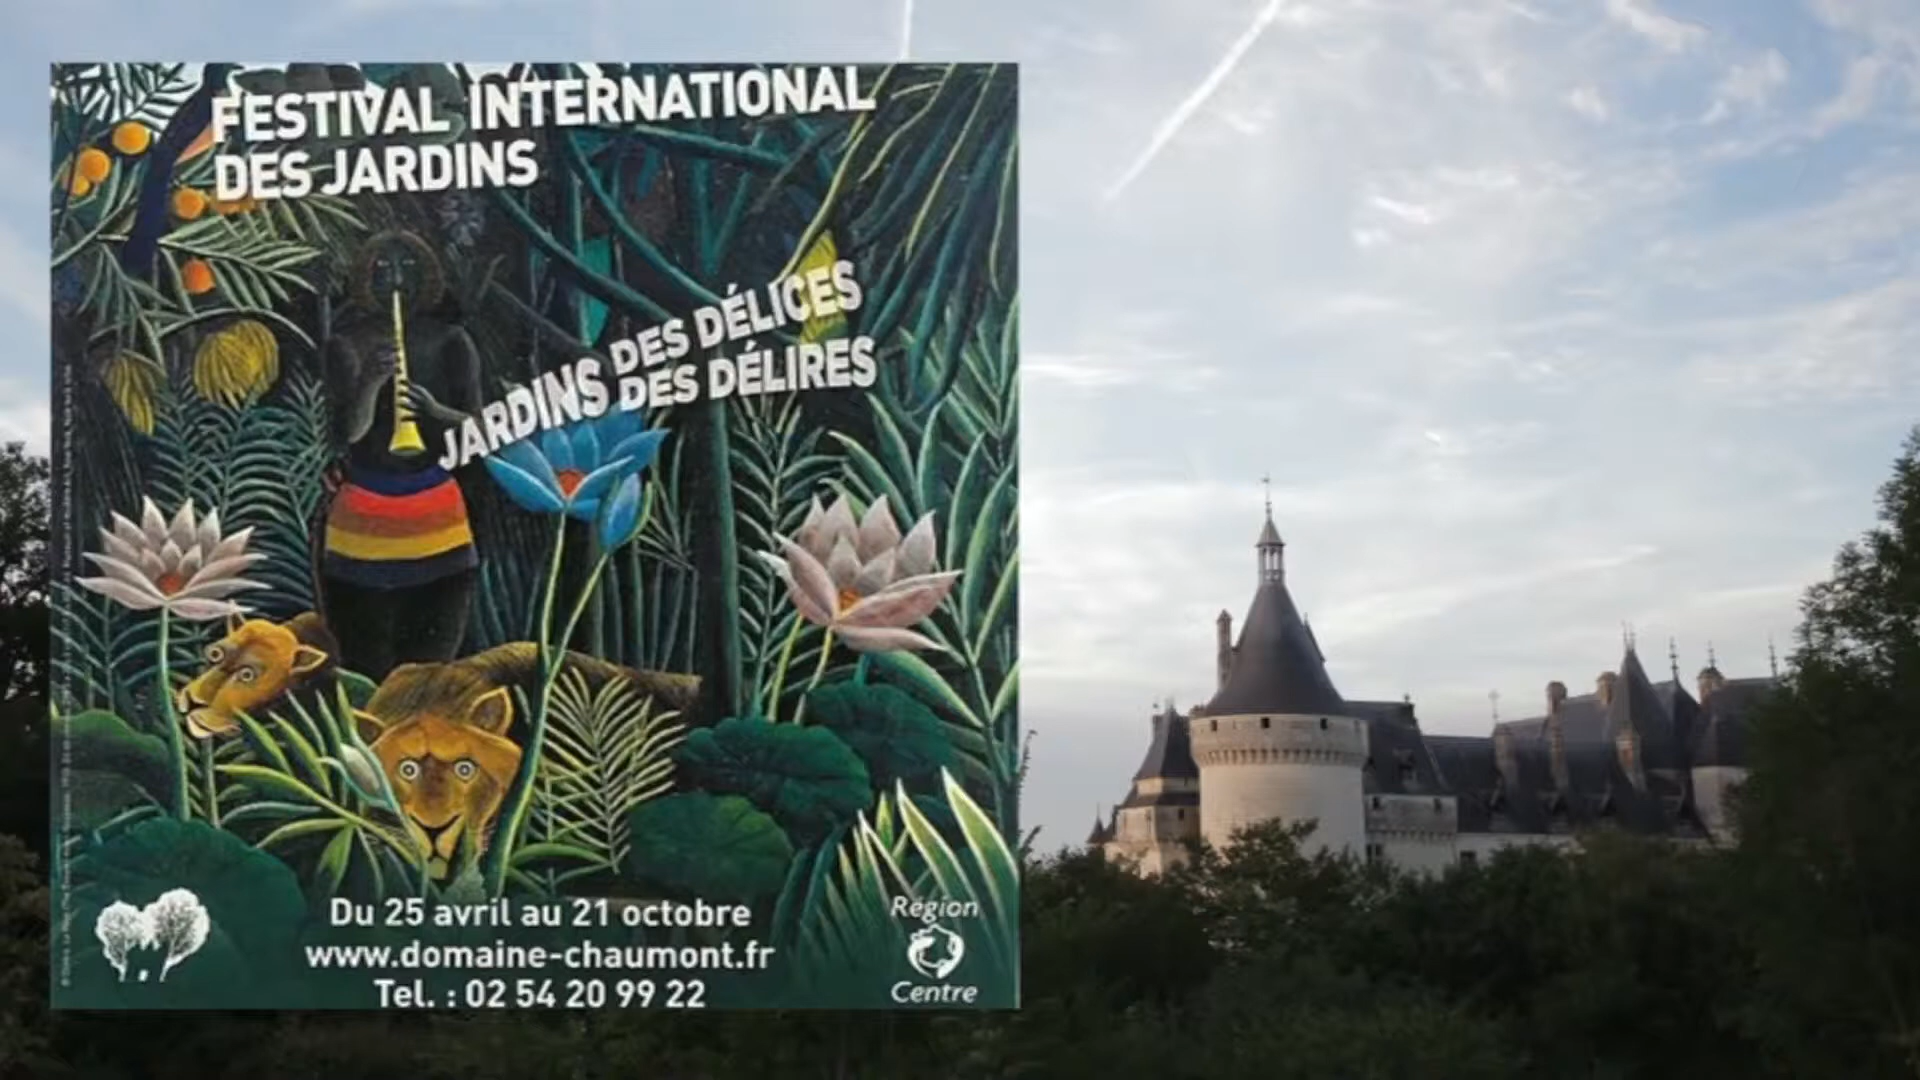 FESTIVAL INTERNATIONAL
DES JARDINS
JARDINS DES DÉLICES
DES DÉLIRES
Du 25 avril au 21 octobre
www.domaine-chaumont.fr
Tel. : 02 54 20 99 22
Région
Centre